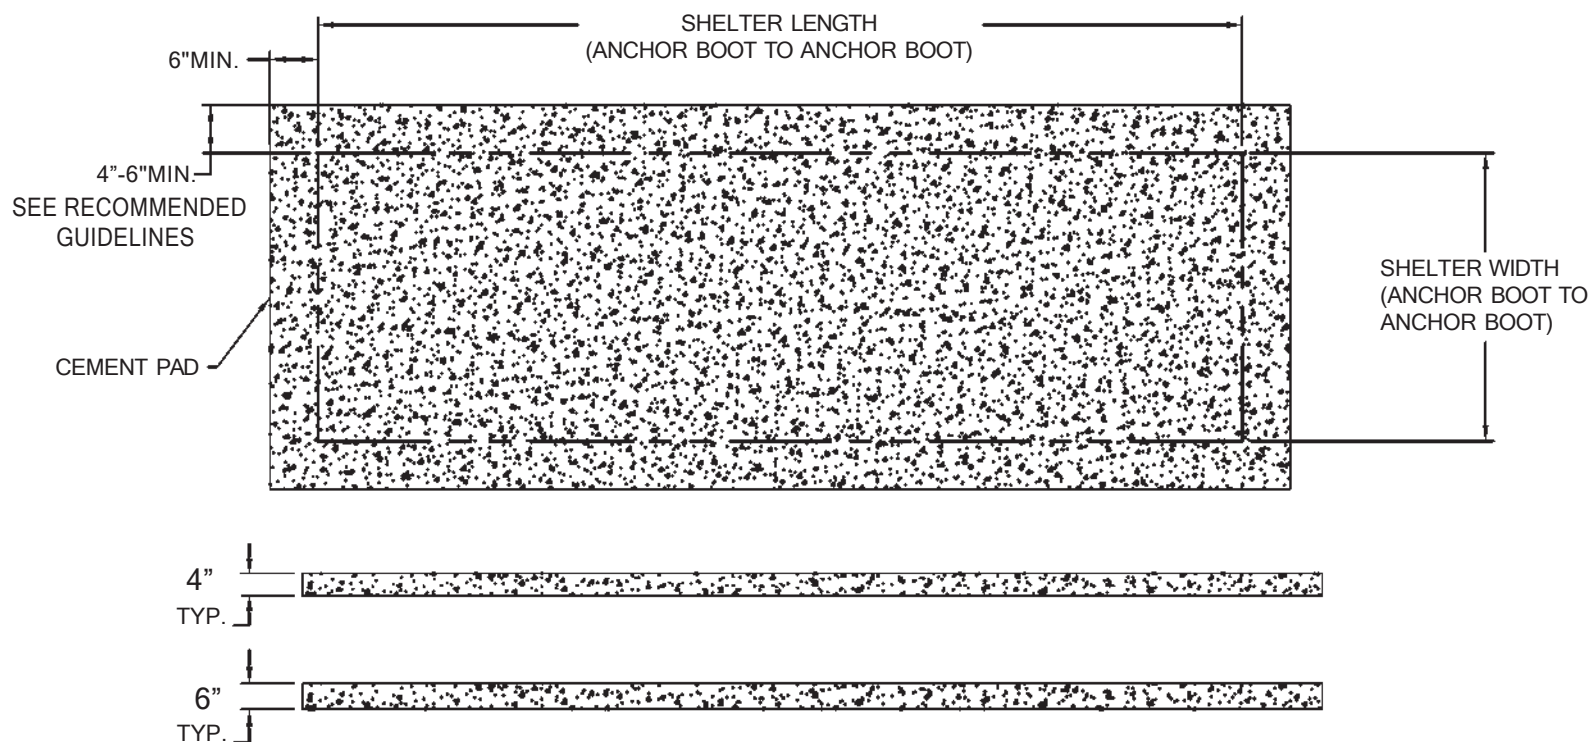 SHELTER LENGTH
(ANCHOR BOOT TO ANCHOR BOOT)
6"MIN.
4”-6"MIN.
SEE RECOMMENDED
GUIDELINES
SHELTER WIDTH
(ANCHOR BOOT TO
ANCHOR BOOT)
CEMENT PAD
4”
TYP.
6”
TYP.